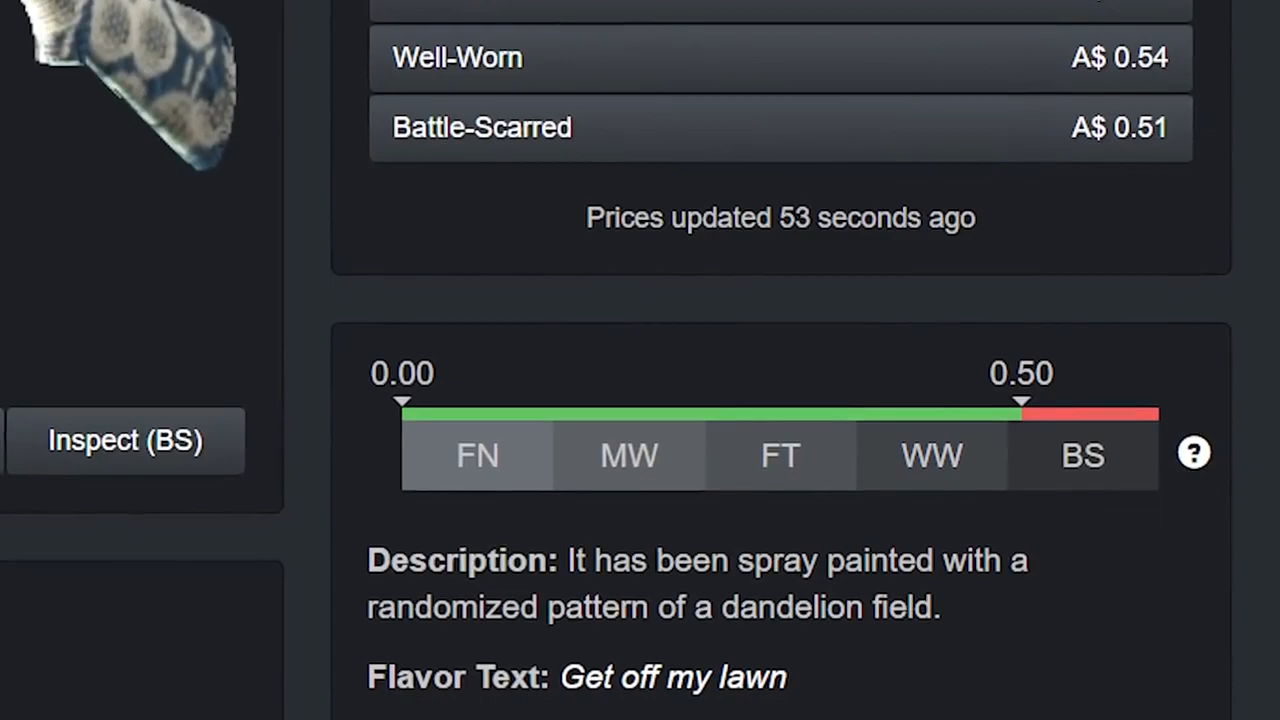 Well-Worn A$ 0.54
Battle-Scarred A$ 0.51
Prices updated 53 seconds ago
0.00 0.50
FN MW FT WW BS ?
Inspect (BS)
Description: It has been spray painted with a
randomized pattern of a dandelion field.
Flavor Text: Get off my lawn